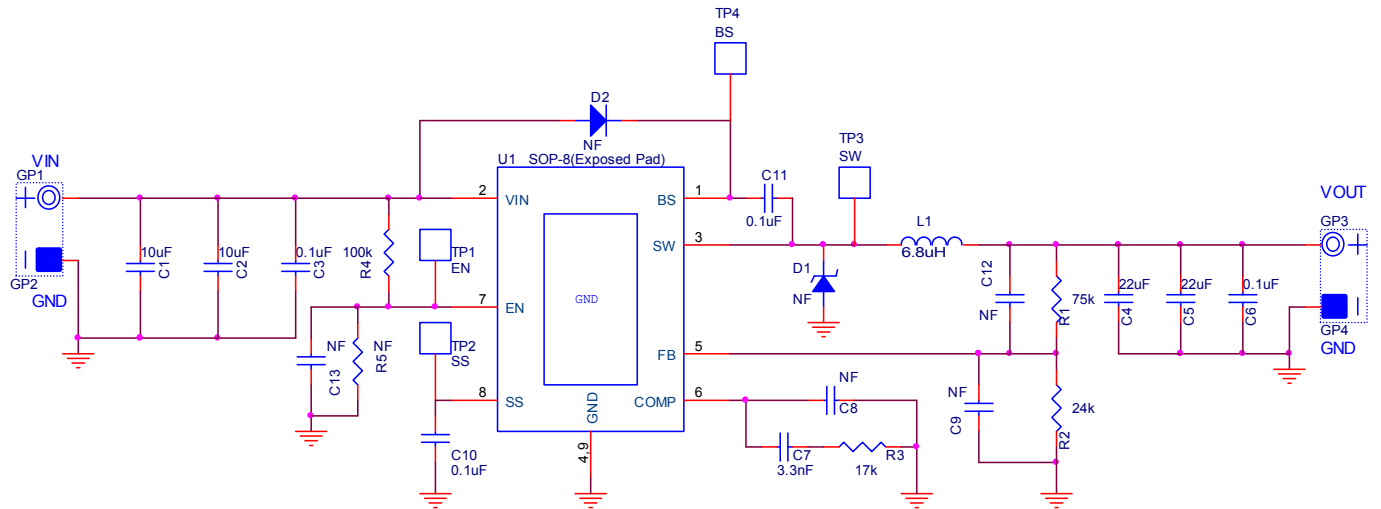 TP4
BS
D2
NF
U1 SOP-8(Exposed Pad)
TP3
SW
VIN
GP1
+
2
VIN
BS
1
C11
0.1uF
VOUT
GP3
+
L1
6.8uH
SW
3
10uF
C1
10uF
C2
0.1uF
C3
100k
R4
TP1
EN
GND
D1
NF
C12
NF
75k
R1
22uF
C4
22uF
C5
0.1uF
C6
GP2
GND
GP4
GND
7
EN
NF
C13
NF
R5
TP2
SS
FB
5
8
SS
GND
COMP
6
NF
C8
NF
C9
24k
R2
C10
0.1uF
4,9
C7
3.3nF
R3
17k